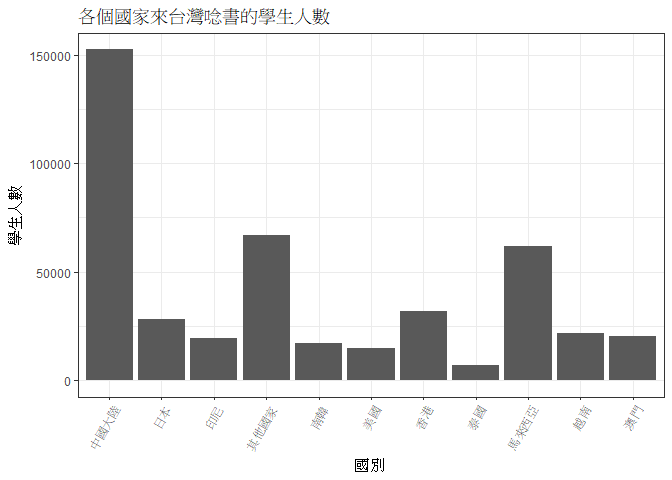 各個國家來台灣唸書的學生人數
學生人數
150000
100000
50000
0
中國大陸
日本
印尼
其他國家
南韓
美國
香港
泰國
馬來西亞
越南
澳門
國別